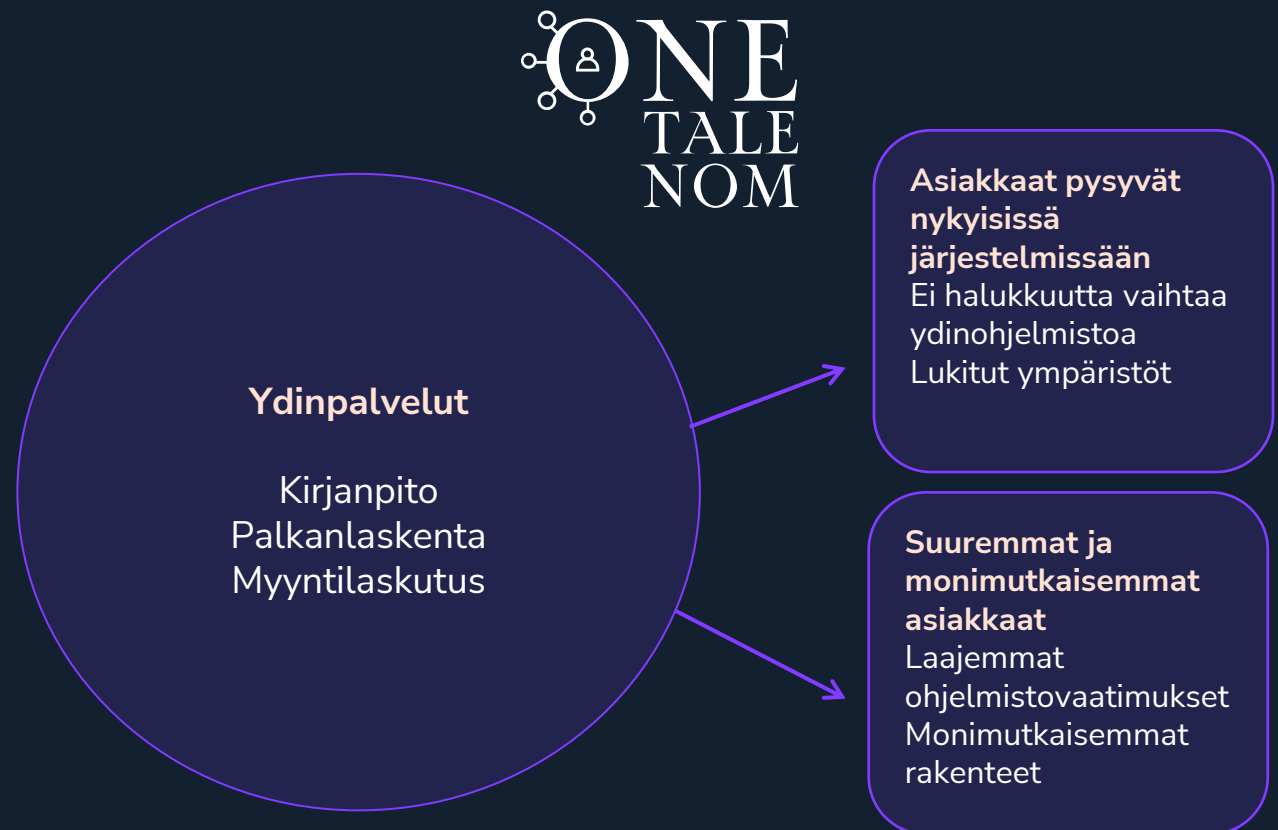 ONE
TALE
NOM
Ydinpalvelut
Kirjanpito
Palkanlaskenta
Myyntilaskutus
Asiakkaat pysyvät
nykyisissä
järjestelmissään
Ei halukkuutta vaihtaa
ydinohjelmistoa
Lukitut ympäristöt
Suuremmat ja
monimutkaisemmat
asiakkaat
Laajemmat
ohjelmistovaatimukset
Monimutkaisemmat
rakenteet